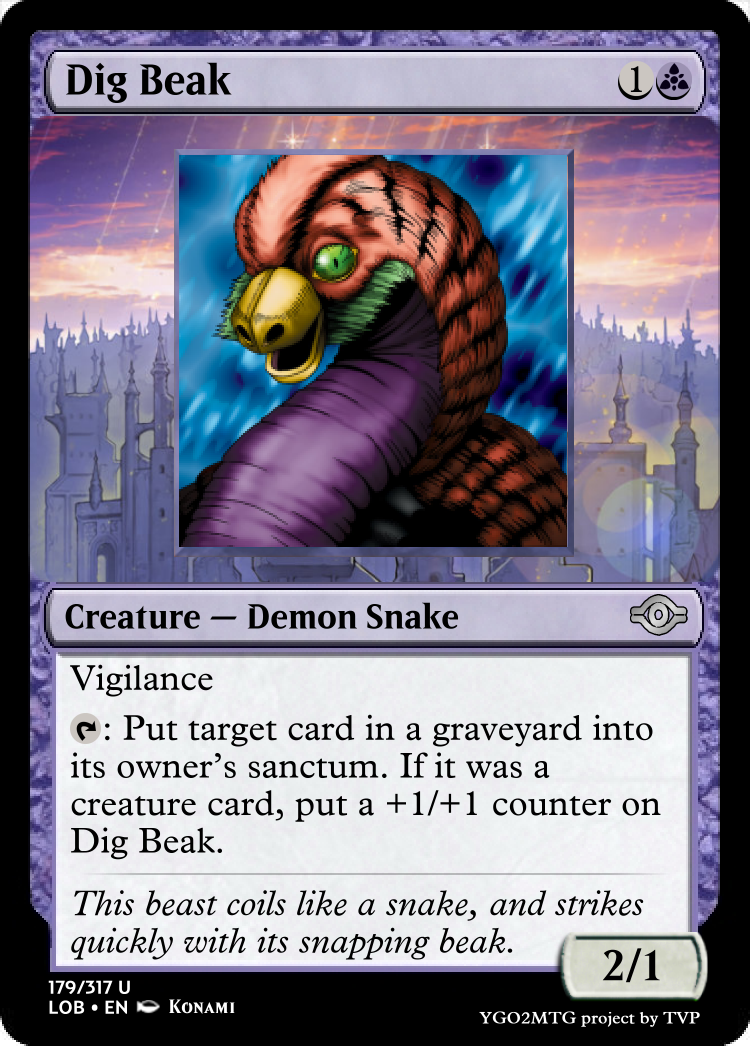 Dig Beak 1
Creature — Demon Snake
Vigilance
: Put target card in a graveyard into
its owner's sanctum. If it was a
creature card, put a +1/+1 counter on
Dig Beak.
This beast coils like a snake, and strikes
quickly with its snapping beak.
2/1
179/317 U
LOB • EN KONAMI
YGO2MTG project by TVP